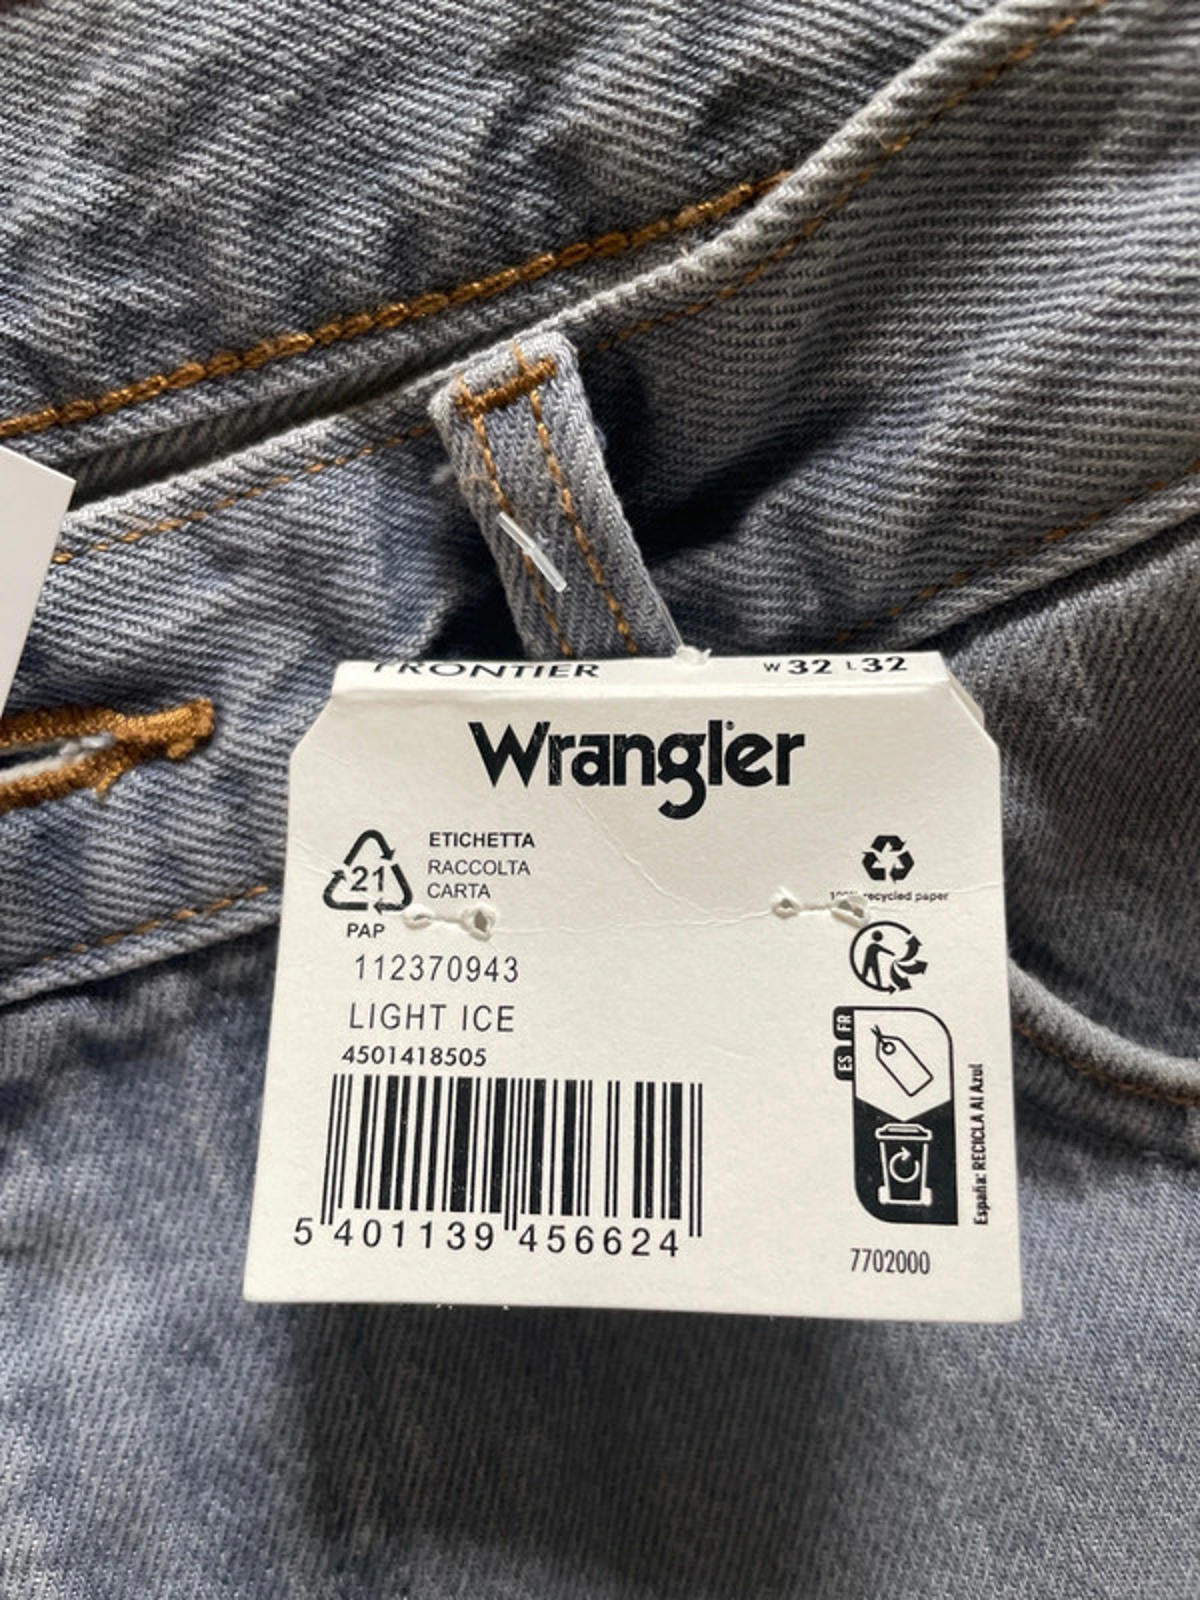 FRONTIER W 32 L 32
Wrangler
21
PAP
ETICHETTA
RACCOLTA
CARTA
100% recycled paper
112370943
LIGHT ICE
4501418505
5 401139 456624
FR
ES
España: RECICLA Al Azul
7702000